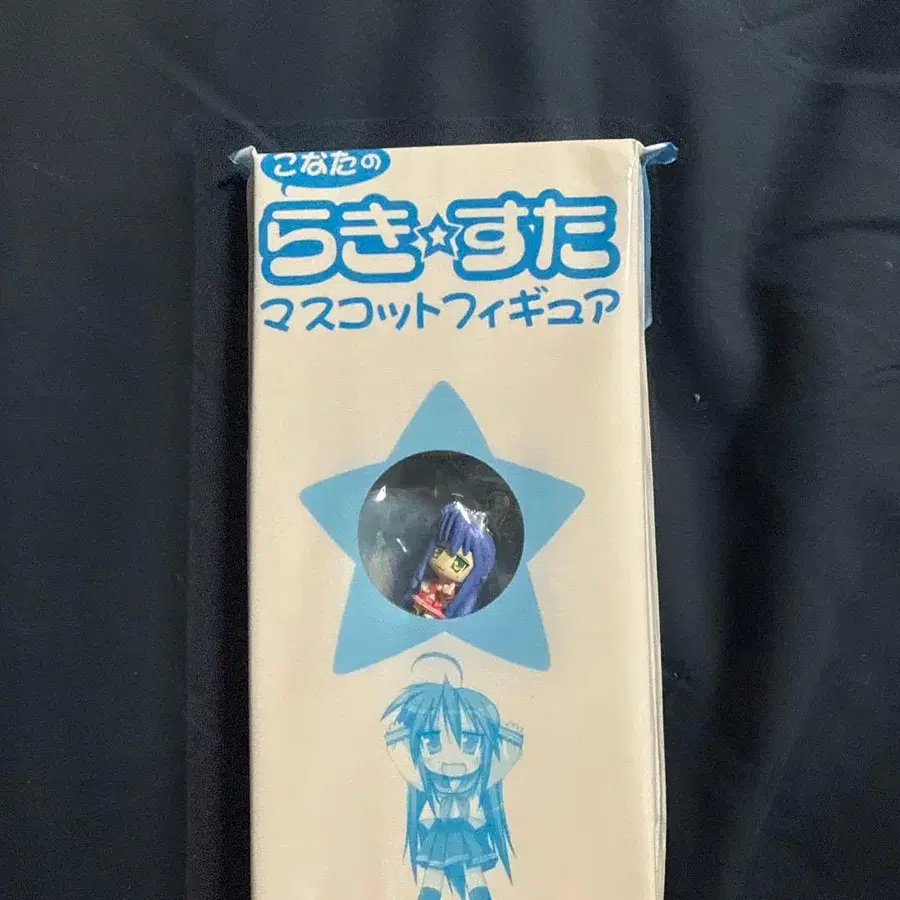 こなたの
らき☆すた
マスコットフィギュア